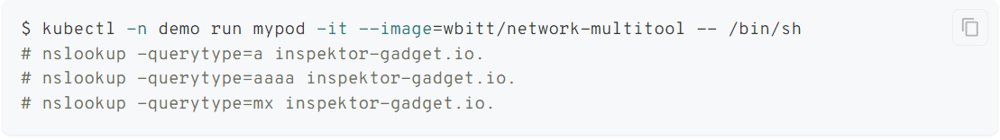 $ kubectl -n demo run mypod -it --image=wbitt/network-multitool -- /bin/sh
# nslookup -querytype=a inspektor-gadget.io.
# nslookup -querytype=aaaa inspektor-gadget.io.
# nslookup -querytype=mx inspektor-gadget.io.